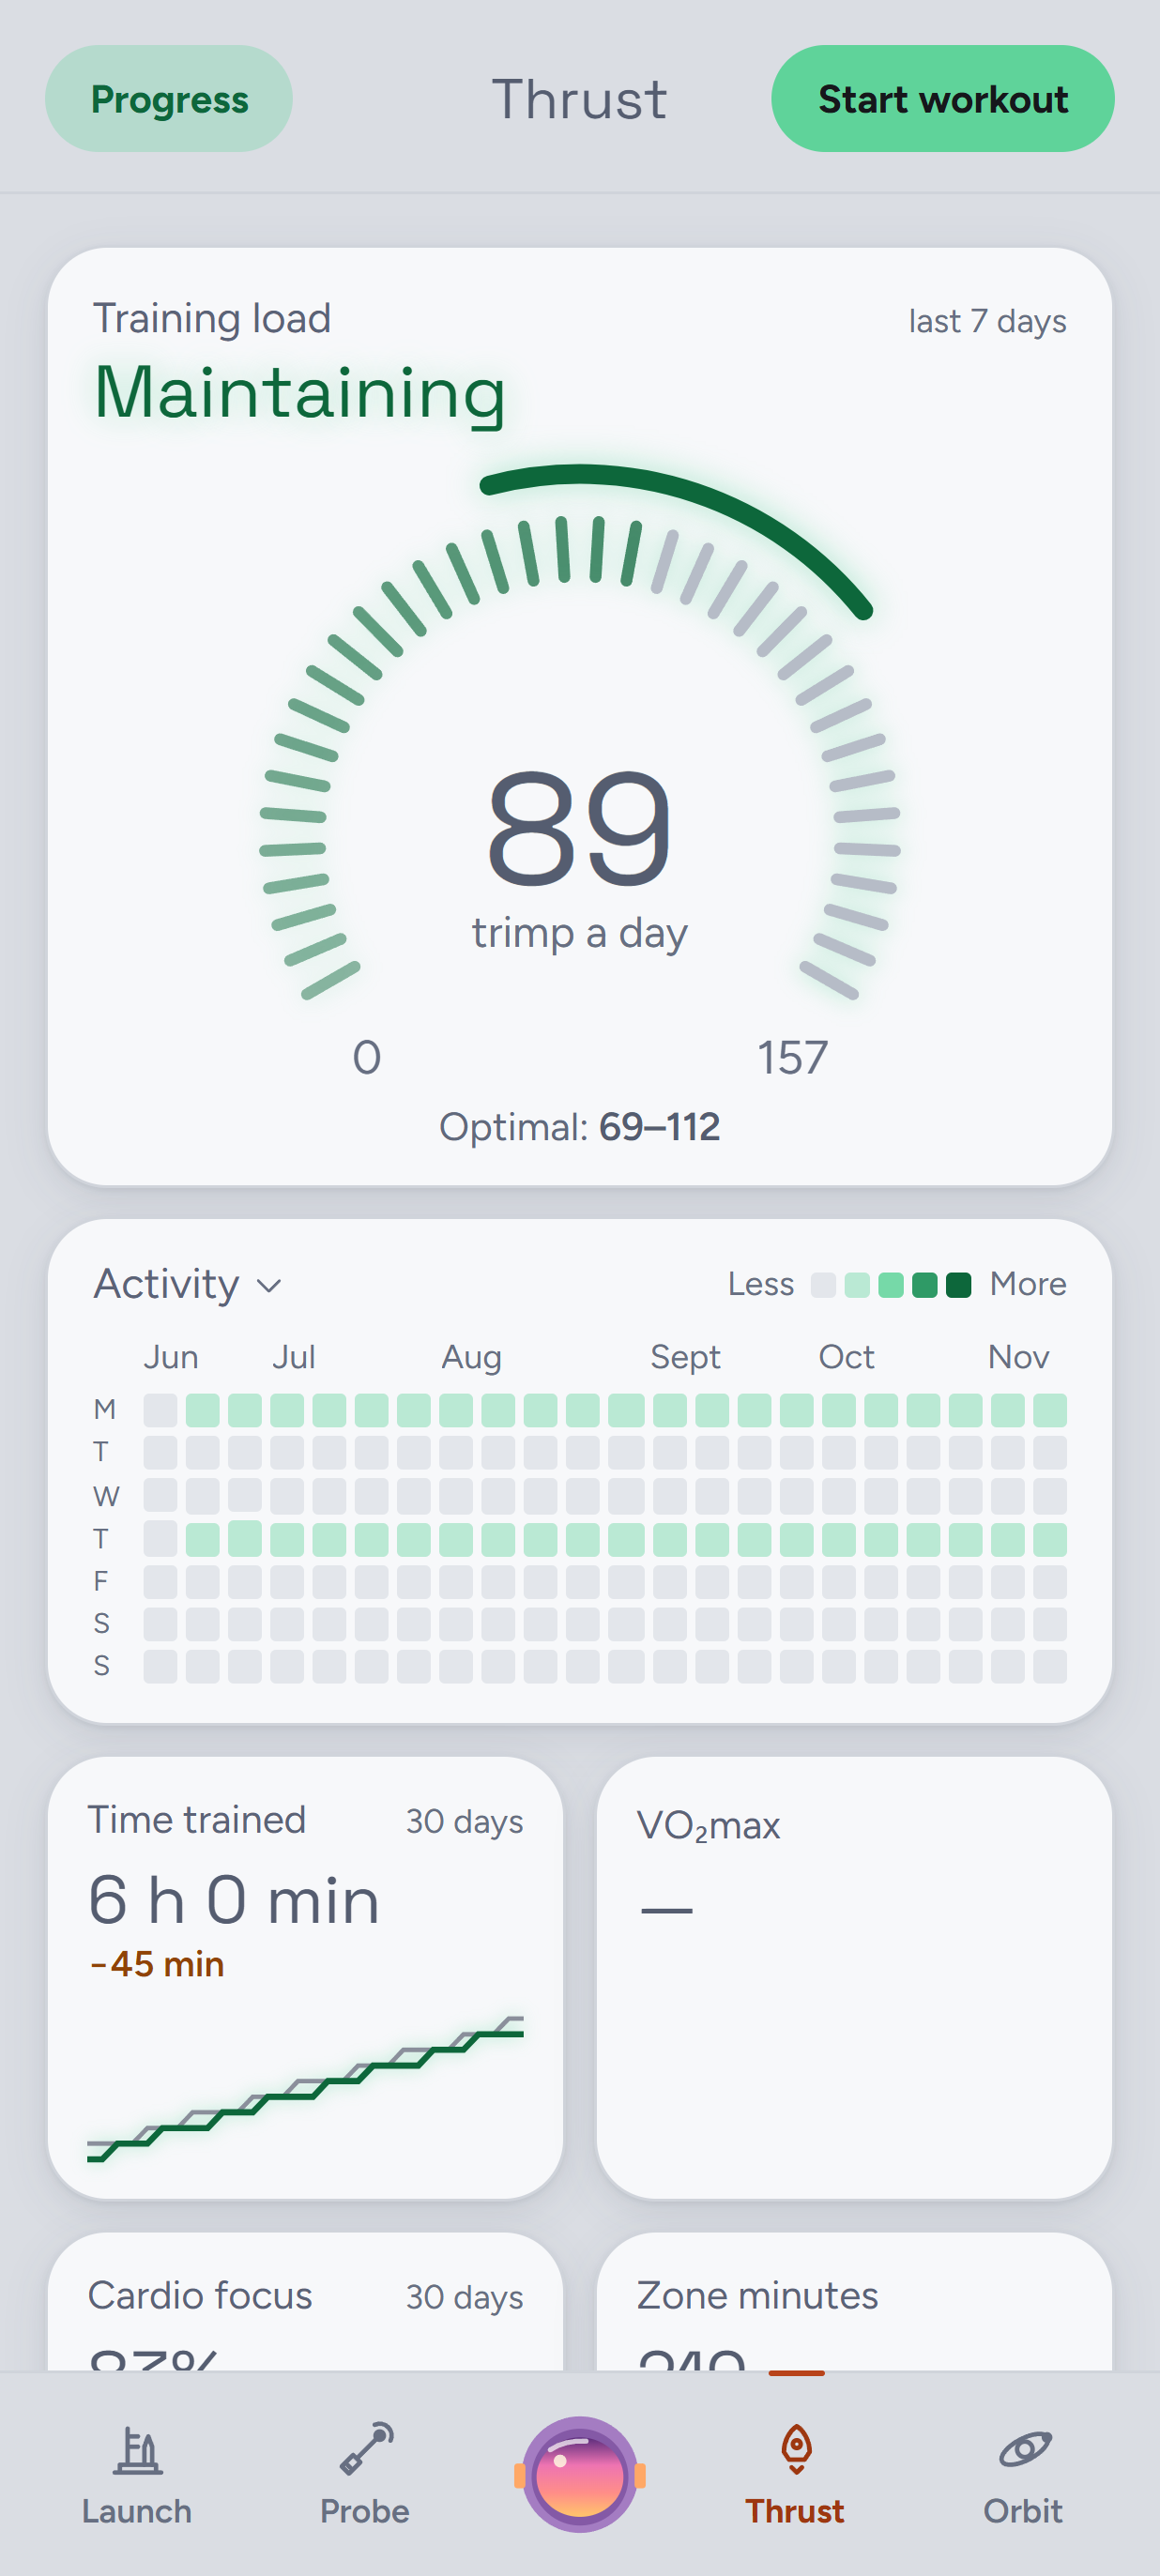 Progress
Thrust
Start workout
Training load
last 7 days
Maintaining
89
trimp a day
0
157
Optimal: 69–112
Activity
Less
More
Jun Jul Aug Sept Oct Nov
M
T
W
T
F
S
S
Time trained
30 days
6 h 0 min
−45 min
VO₂max
—
Cardio focus
30 days
Zone minutes
Launch
Probe
Thrust
Orbit